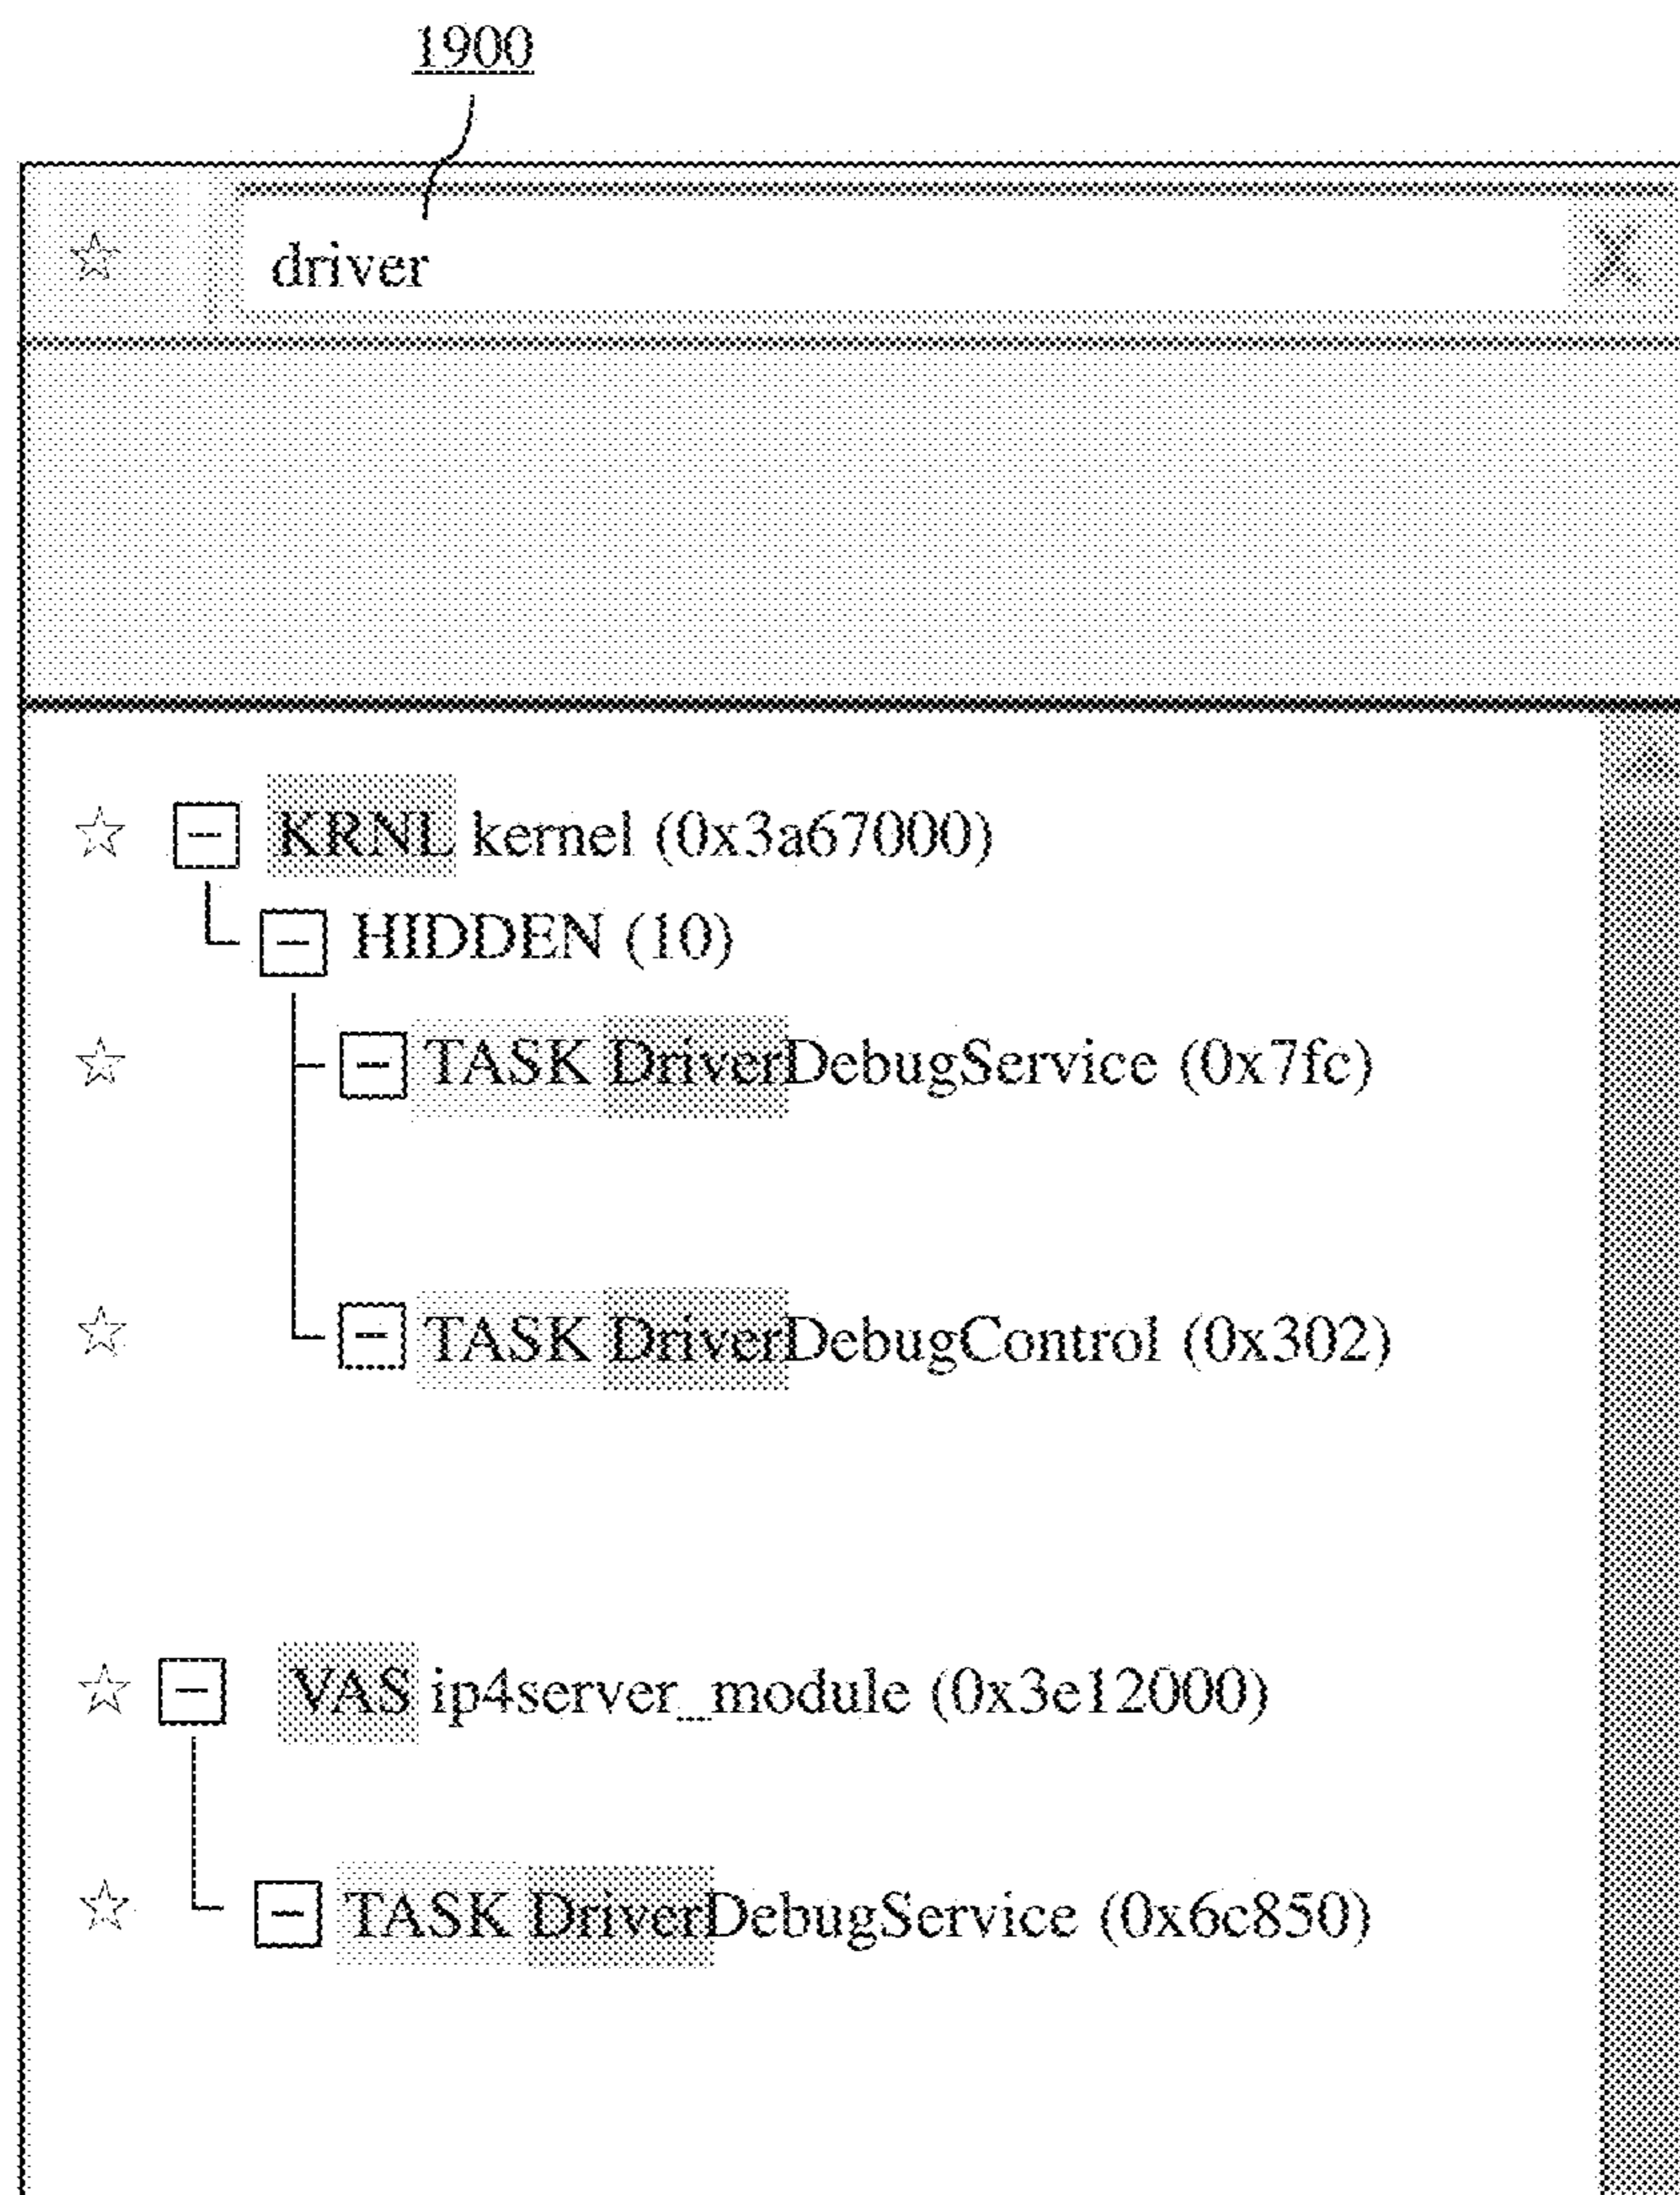 1900
driver
KRNL kernel (0x3a67000)
HIDDEN (10)
TASK DriverDebugService (0x7fc)
TASK DriverDebugControl (0x302)
VAS ip4server_module (0x3e12000)
TASK DriverDebugService (0x6c850)